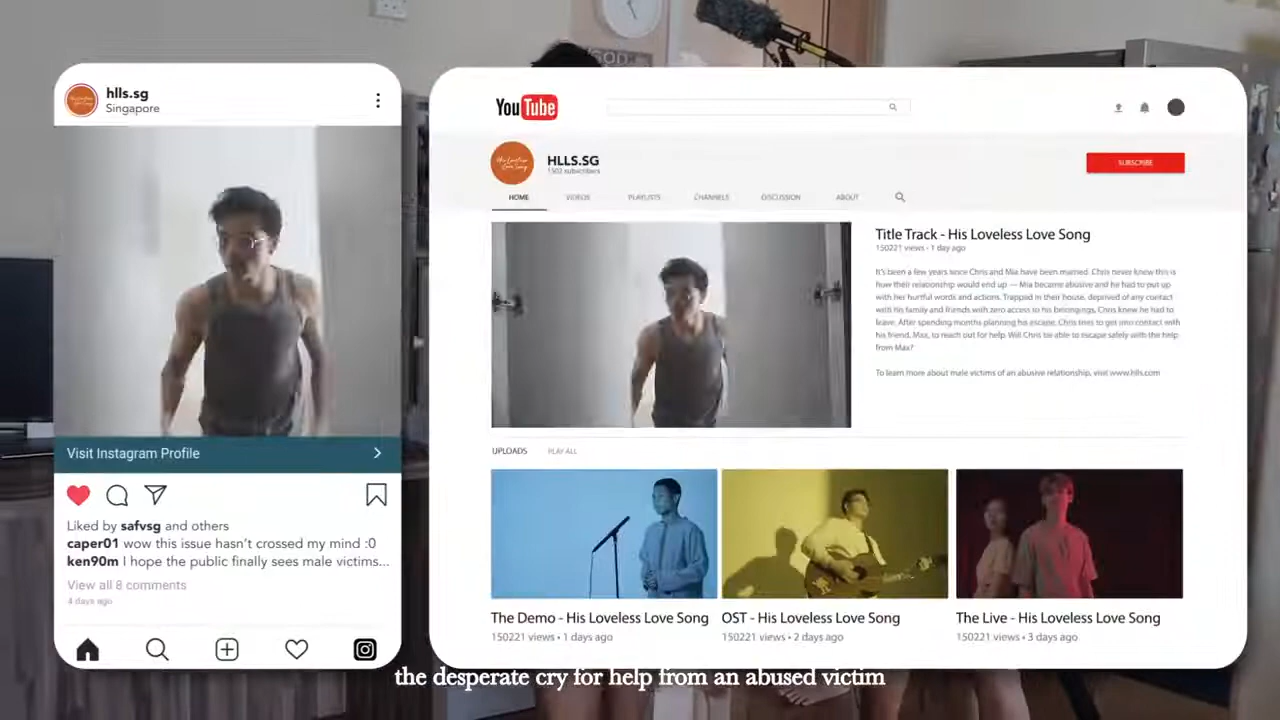 hlls.sg
Singapore
Visit Instagram Profile
Liked by safvsg and others
caper01 wow this issue hasn't crossed my mind :0
ken90m I hope the public finally sees male victims...
View all 8 comments
4 days ago
YouTube
His Loveless
Love Song
HLLS.SG
1502 subscribers
SUBSCRIBE
HOME
VIDEOS
PLAYLISTS
CHANNELS
DISCUSSION
ABOUT
Title Track - His Loveless Love Song
150221 views • 1 day ago
It's been a few years since Chris and Mia have been married. Chris never knew this is
how their relationship would end up — Mia became abusive and he had to put up
with her hurtful words and actions. Trapped in their house, deprived of any contact
with his family and friends with zero access to his belongings, Chris knew he had to
leave. After spending months planning his escape, Chris tries to get into contact with
his friend, Max, to reach out for help. Will Chris be able to escape safely with the help
from Max?
To learn more about male victims of an abusive relationship, visit www.hlls.com
UPLOADS
PLAY ALL
The Demo - His Loveless Love Song
150221 views • 1 days ago
OST - His Loveless Love Song
150221 views • 2 days ago
The Live - His Loveless Love Song
150221 views • 3 days ago
the desperate cry for help from an abused victim